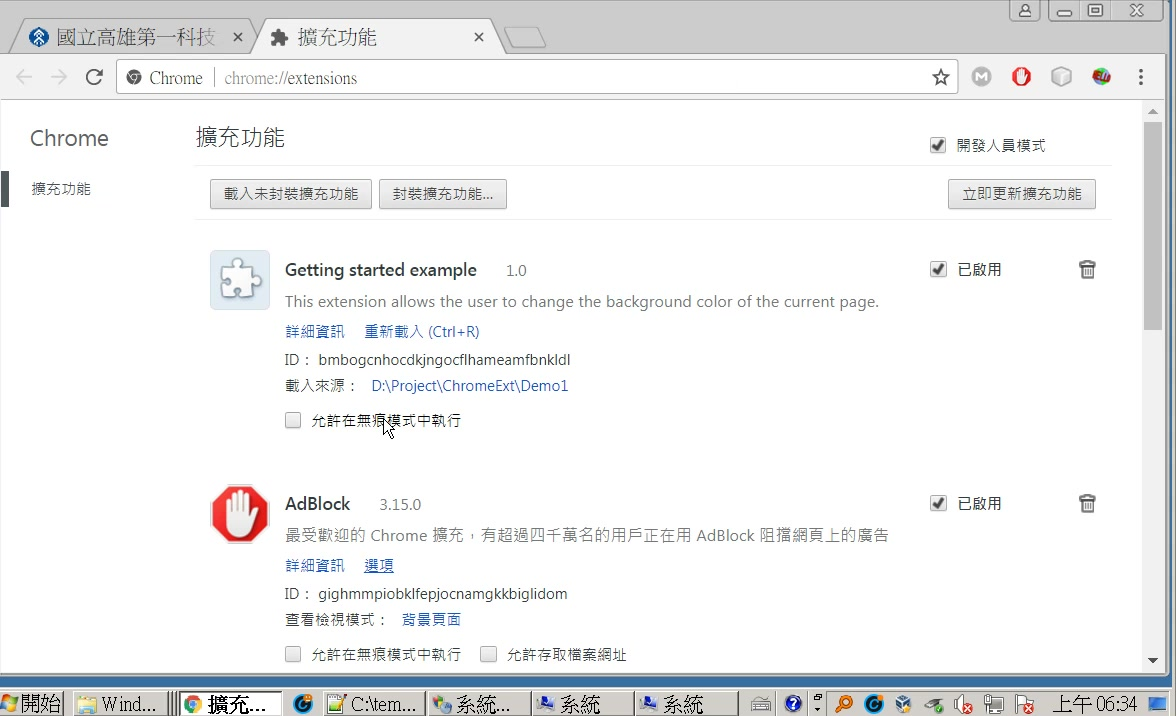 國立高雄第一科技
擴充功能
Chrome
chrome://extensions
Chrome
擴充功能
擴充功能
開發人員模式
載入未封裝擴充功能
封裝擴充功能...
立即更新擴充功能
Getting started example 1.0
已啟用
This extension allows the user to change the background color of the current page.
詳細資訊 重新載入 (Ctrl+R)
ID： bmbogcnhocdkjngocflhameamfbnkldl
載入來源： D:\Project\ChromeExt\Demo1
允許在無痕模式中執行
AdBlock 3.15.0
已啟用
最受歡迎的 Chrome 擴充，有超過四千萬名的用戶正在用 AdBlock 阻擋網頁上的廣告
詳細資訊 選項
ID： gighmmpiobklfepjocnamgkkbiglidom
查看檢視模式： 背景頁面
允許在無痕模式中執行 允許存取檔案網址
開始 Wind... 擴充... C:\tem... 系統... 系統 系統 上午 06:34